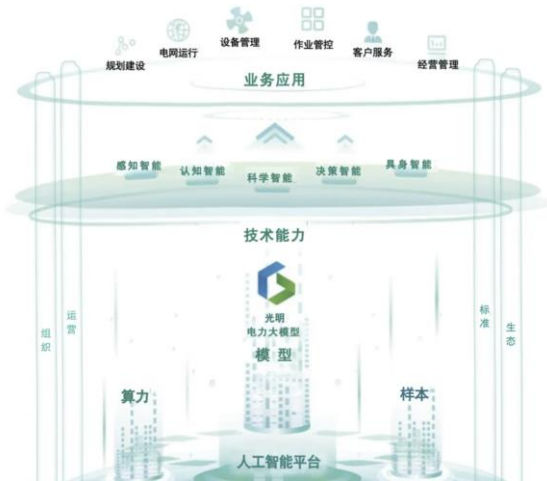 规划建设
电网运行
设备管理
作业管控
客户服务
经营管理
业务应用
感知智能
认知智能
科学智能
决策智能
具身智能
技术能力
光明
电力大模型
模型
算力
样本
人工智能平台
组织
运营
标准
生态